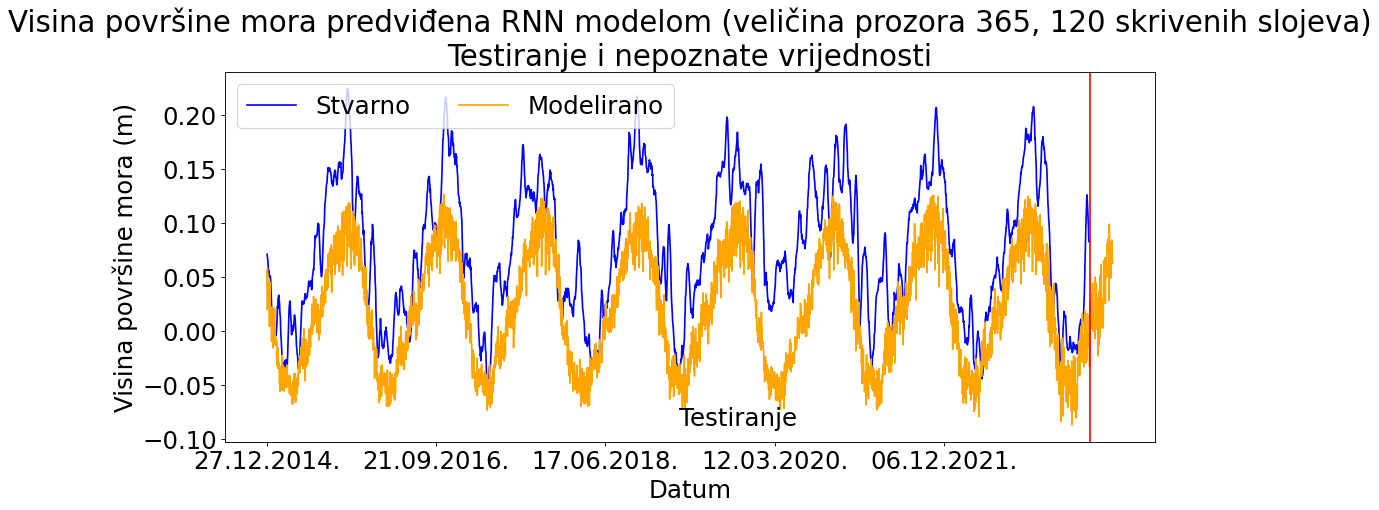 Visina površine mora predviđena RNN modelom (veličina prozora 365, 120 skrivenih slojeva)
Testiranje i nepoznate vrijednosti
Stvarno Modelirano
Visina površine mora (m)
0.20
0.15
0.10
0.05
0.00
−0.05
−0.10
Testiranje
27.12.2014. 21.09.2016. 17.06.2018. 12.03.2020. 06.12.2021.
Datum